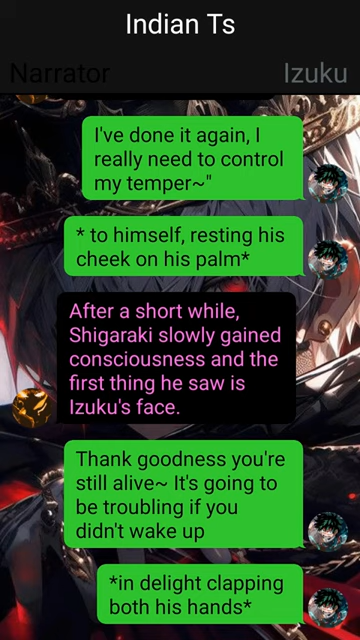 Indian Ts
Narrator
Izuku
I've done it again, I
really need to control
my temper~"
* to himself, resting his
cheek on his palm*
After a short while,
Shigaraki slowly gained
consciousness and the
first thing he saw is
Izuku's face.
Thank goodness you're
still alive~ It's going to
be troubling if you
didn't wake up
*in delight clapping
both his hands*